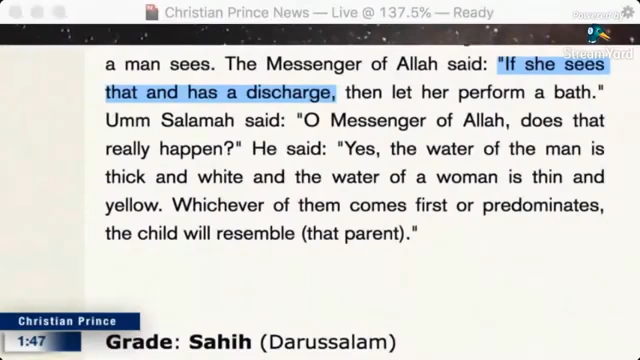 Christian Prince News — Live @ 137.5% — Ready
Powered by
StreamYard
a man sees. The Messenger of Allah said: "If she sees
that and has a discharge, then let her perform a bath."
Umm Salamah said: "O Messenger of Allah, does that
really happen?" He said: "Yes, the water of the man is
thick and white and the water of a woman is thin and
yellow. Whichever of them comes first or predominates,
the child will resemble (that parent)."
Christian Prince
1:47
Grade: Sahih (Darussalam)